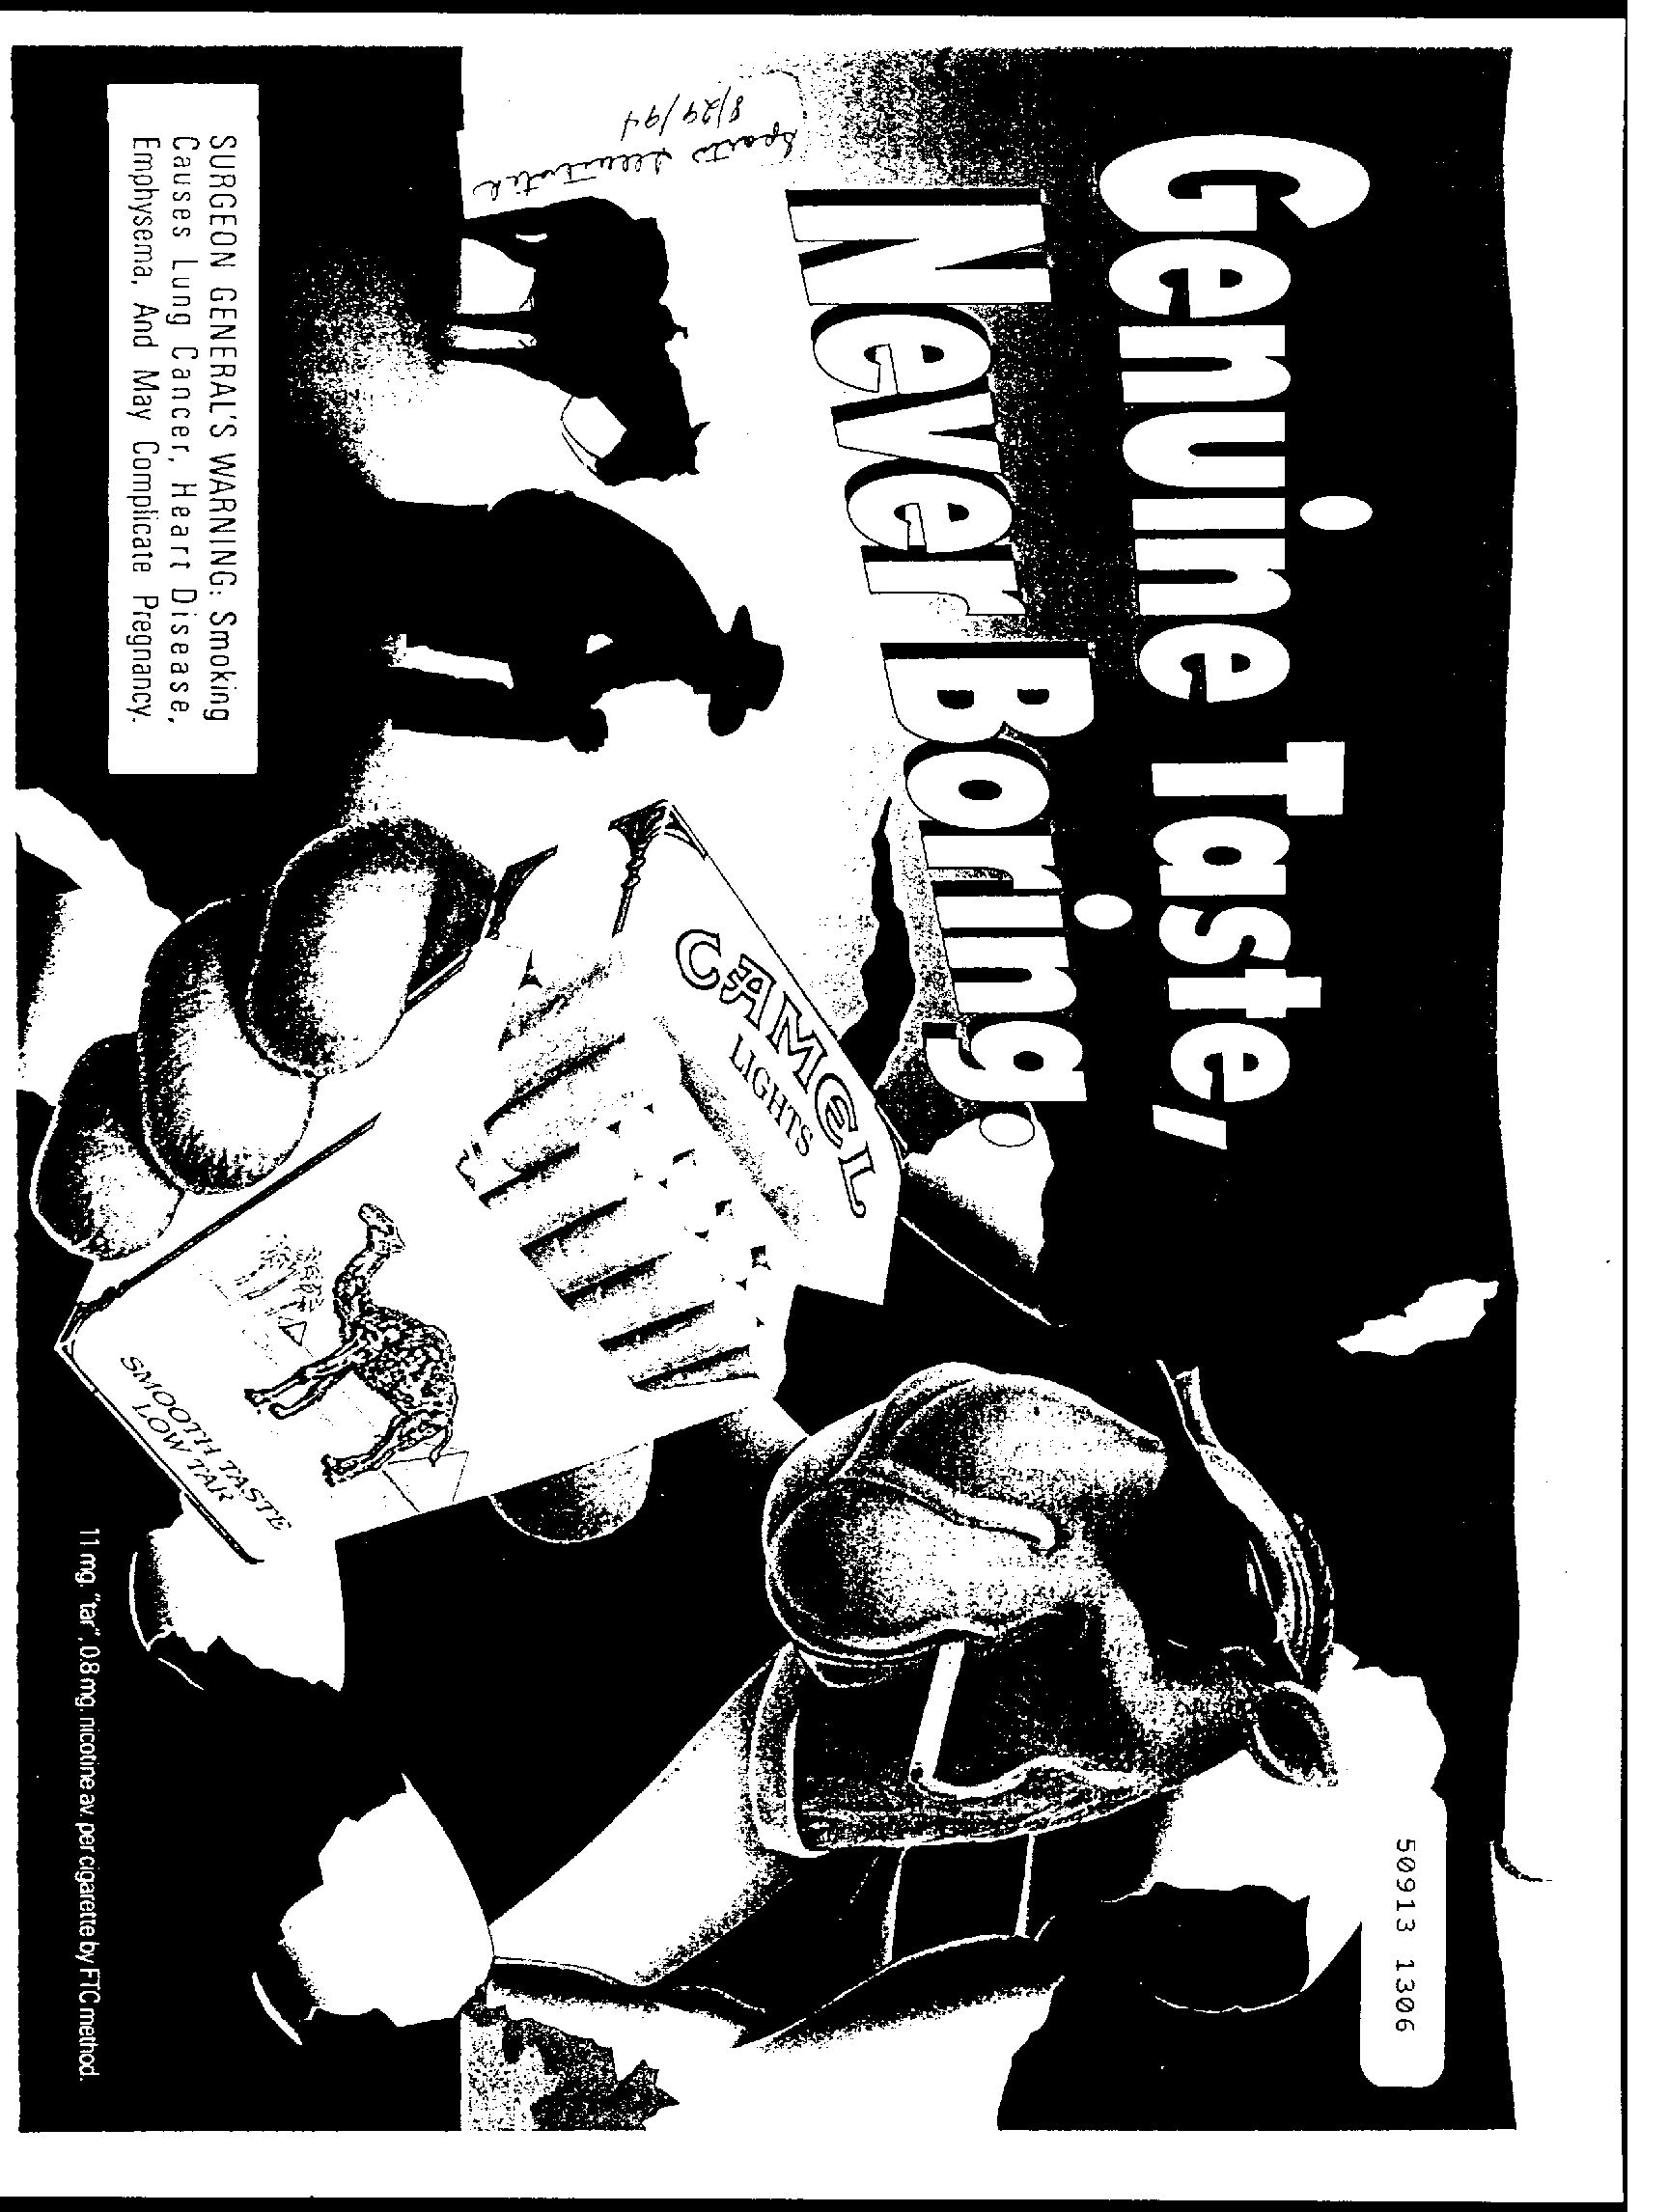 Genuine Taste,
Never Boring.
Sports Illustrated
8/29/94
SURGEON GENERAL'S WARNING: Smoking
Causes Lung Cancer, Heart Disease,
Emphysema, And May Complicate Pregnancy.
CAMEL
LIGHTS
SMOOTH TASTE
LOW TAR
11 mg. "tar", 0.8 mg. nicotine av. per cigarette by FTC method.
50913 1306